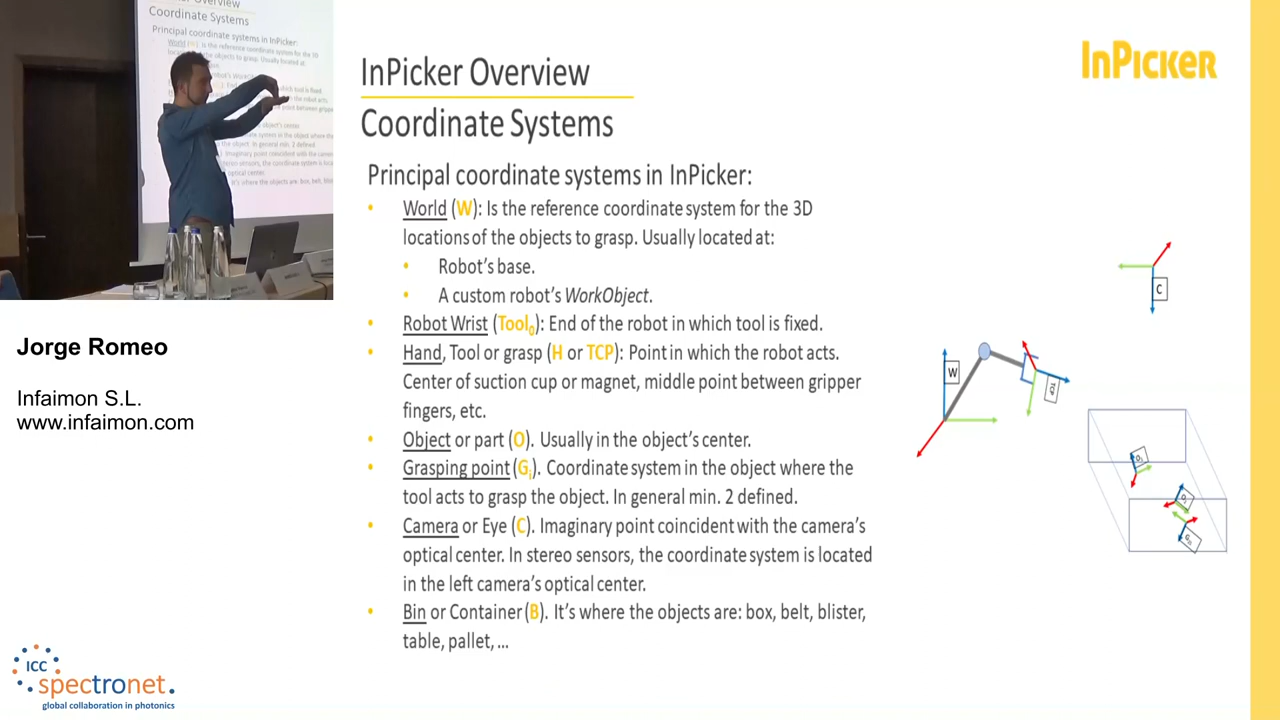 Coordinate Systems
Principal coordinate systems in InPicker:
InPicker
InPicker Overview
Coordinate Systems
Principal coordinate systems in InPicker:
• World (W): Is the reference coordinate system for the 3D
locations of the objects to grasp. Usually located at:
• Robot's base.
• A custom robot's WorkObject.
• Robot Wrist (Tool0): End of the robot in which tool is fixed.
• Hand, Tool or grasp (H or TCP): Point in which the robot acts.
Center of suction cup or magnet, middle point between gripper
fingers, etc.
• Object or part (O). Usually in the object's center.
• Grasping point (Gi). Coordinate system in the object where the
tool acts to grasp the object. In general min. 2 defined.
• Camera or Eye (C). Imaginary point coincident with the camera's
optical center. In stereo sensors, the coordinate system is located
in the left camera's optical center.
• Bin or Container (B). It's where the objects are: box, belt, blister,
table, pallet, ...
C
W
TCP
Jorge Romeo
Infaimon S.L.
www.infaimon.com
ICC
spectronet.
global collaboration in photonics